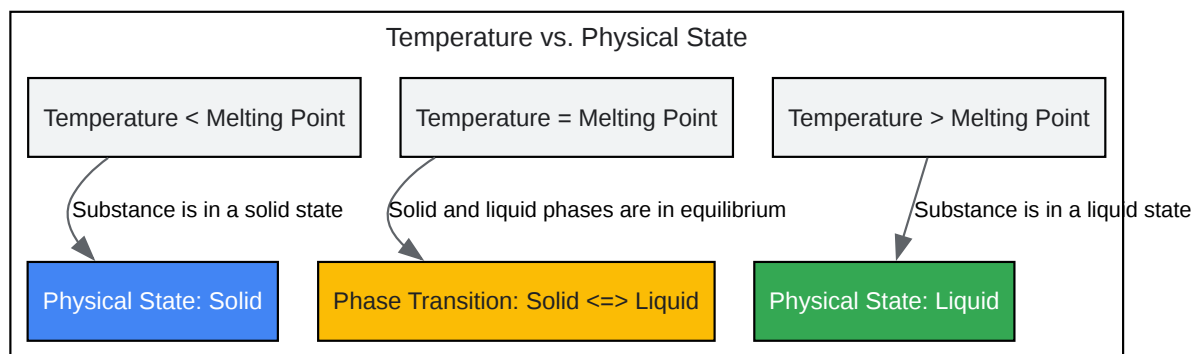 Temperature vs. Physical State
Temperature < Melting Point
Temperature = Melting Point
Temperature > Melting Point
Substance is in a solid state
Solid and liquid phases are in equilibrium
Substance is in a liquid state
Physical State: Solid
Phase Transition: Solid <=> Liquid
Physical State: Liquid